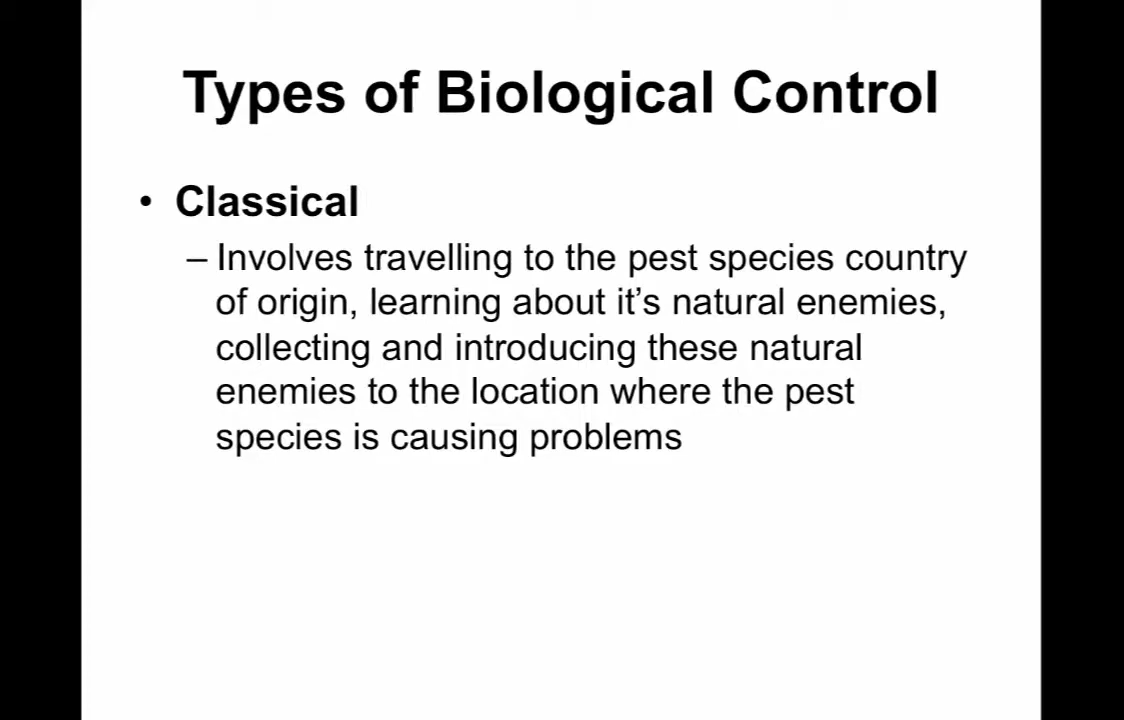 Types of Biological Control
• Classical
– Involves travelling to the pest species country
of origin, learning about it’s natural enemies,
collecting and introducing these natural
enemies to the location where the pest
species is causing problems